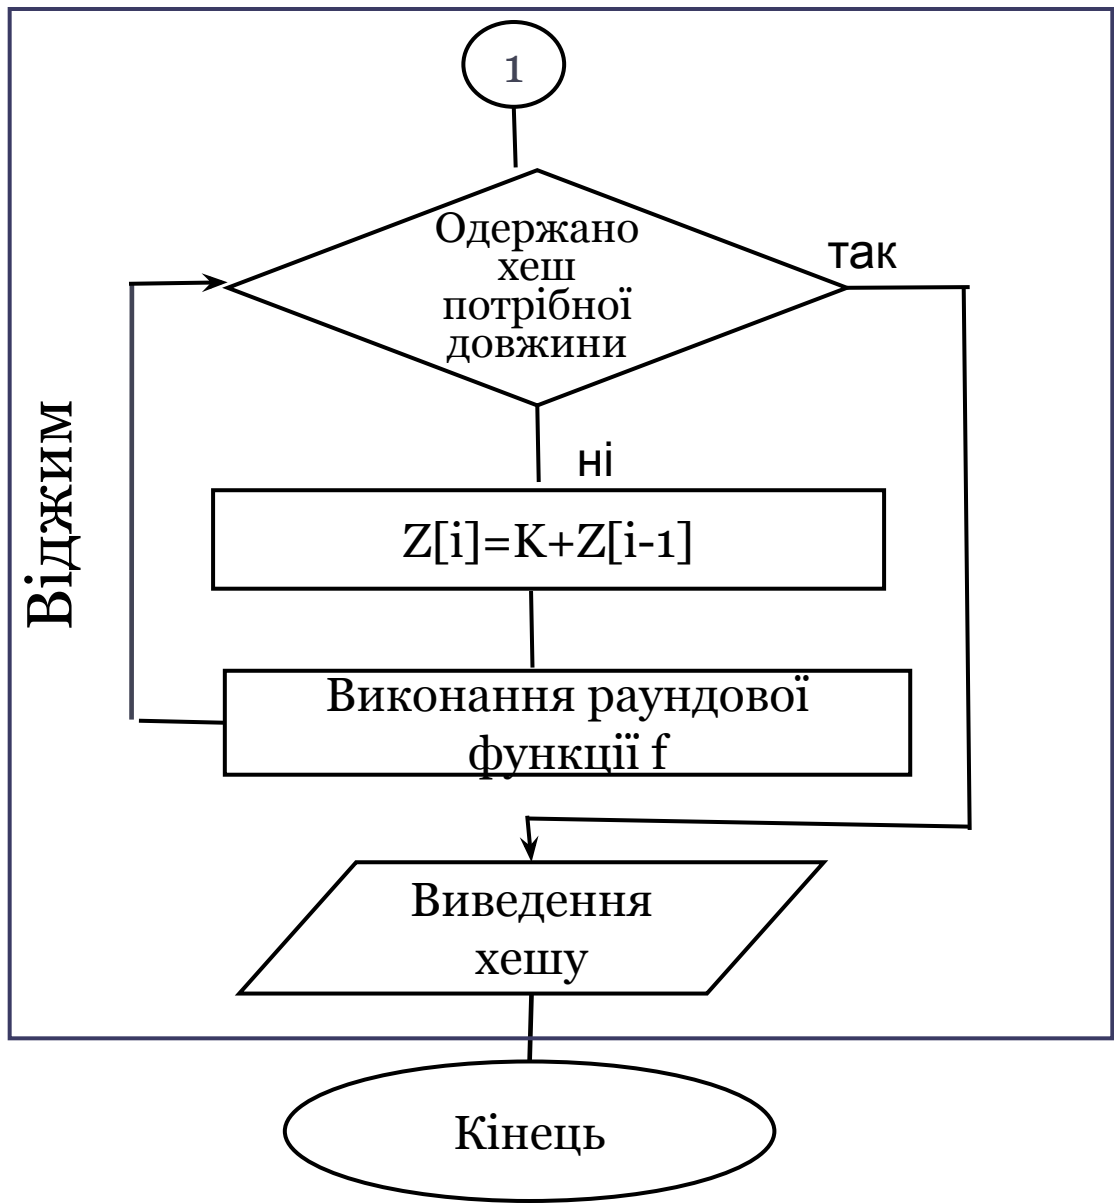 1
Одержано
хеш
потрібної
довжини
так
ні
Віджим
Z[i]=K+Z[i-1]
Виконання раундової
функції f
Виведення
хешу
Кінець